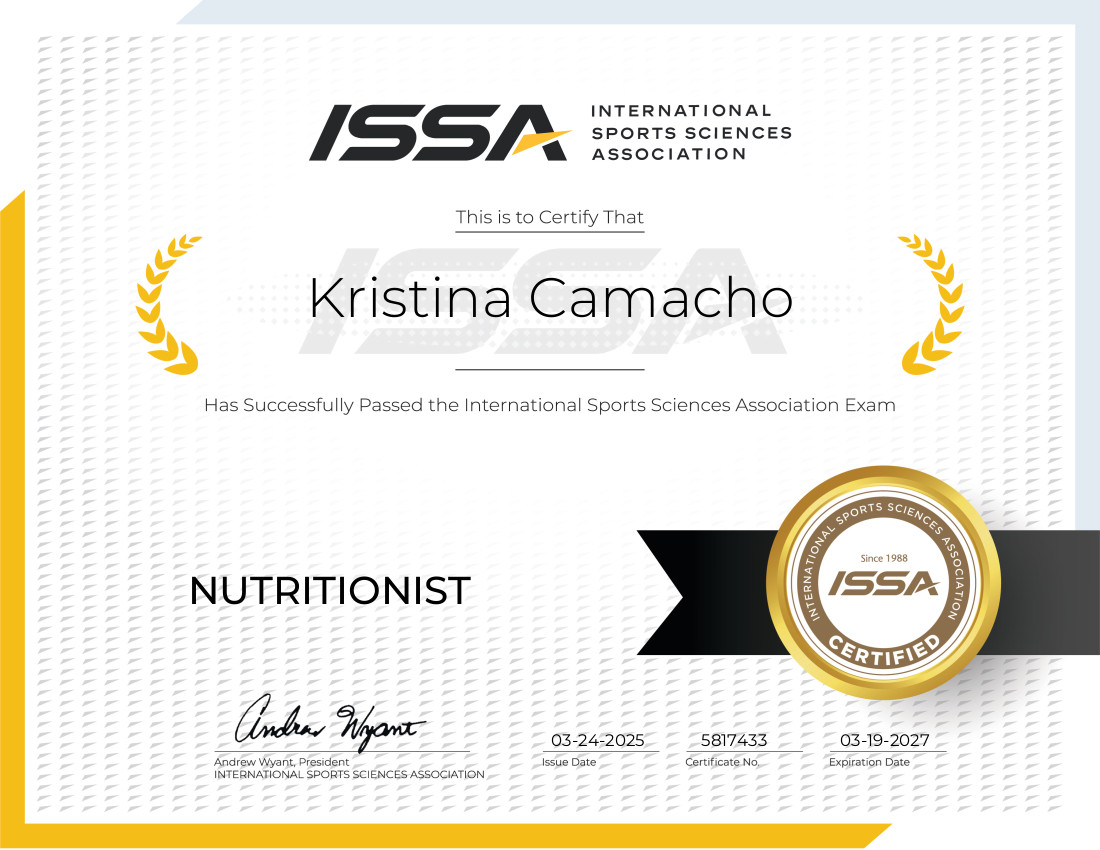 ISSA
INTERNATIONAL
SPORTS SCIENCES
ASSOCIATION
This is to Certify That
ISSA
Kristina Camacho
Has Successfully Passed the International Sports Sciences Association Exam
INTERNATIONAL SPORTS SCIENCES ASSOCIATION
Since 1988
ISSA
CERTIFIED
NUTRITIONIST
Andrew Wyant
03-24-2025
5817433
03-19-2027
Andrew Wyant, President
Issue Date
Certificate No.
Expiration Date
INTERNATIONAL SPORTS SCIENCES ASSOCIATION